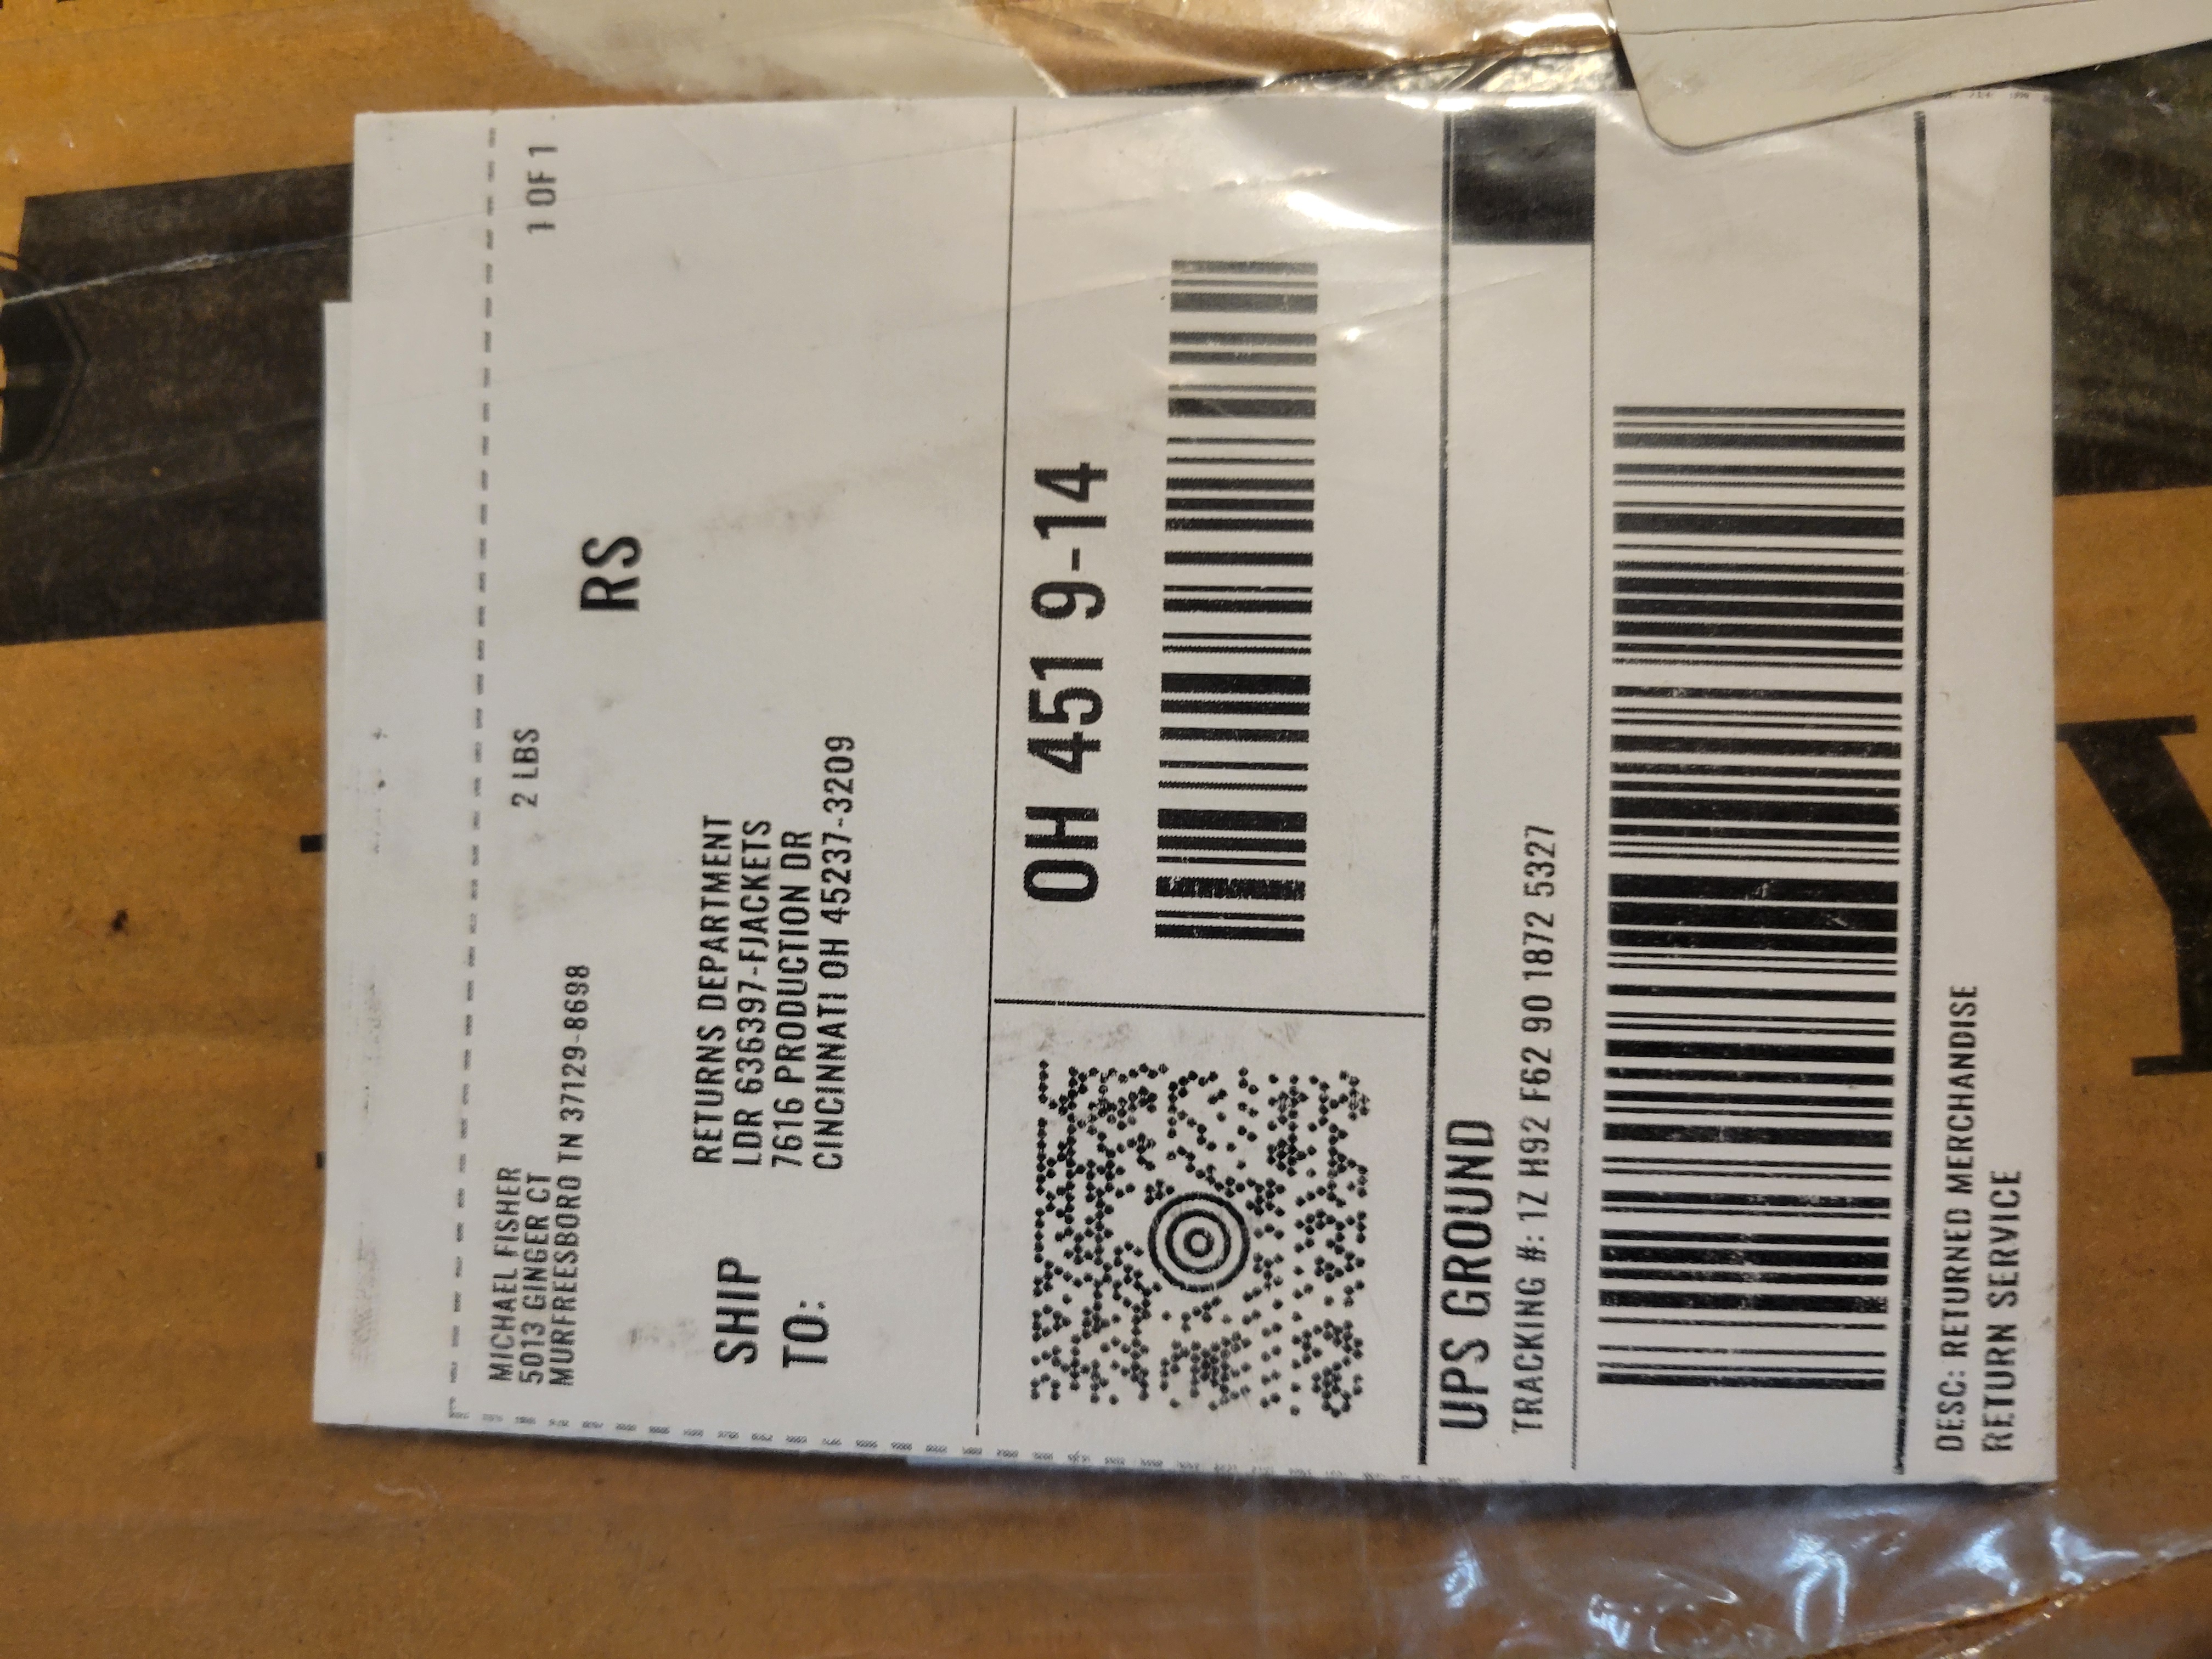 MICHAEL FISHER
5013 GINGER CT
MURFREESBORO TN 37129-8698
2 LBS
1 OF 1
RS
SHIP
TO:
RETURNS DEPARTMENT
LDR 636397-FJACKETS
7616 PRODUCTION DR
CINCINNATI OH 45237-3209
OH 451 9-14
UPS GROUND
TRACKING #: 1Z H92 F62 90 1872 5327
DESC: RETURNED MERCHANDISE
RETURN SERVICE
Y